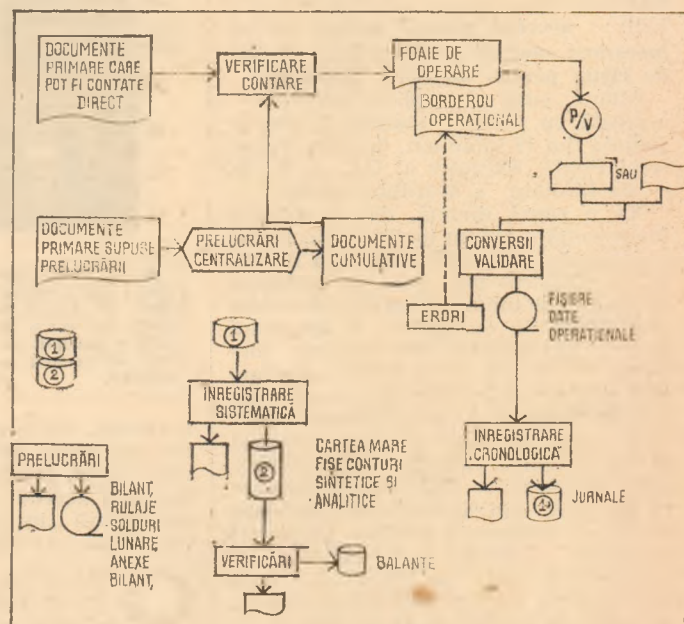 DOCUMENTE
PRIMARE CARE
POT FI CONTATE
DIRECT
VERIFICARE
CONTARE
FOAIE DE
OPERARE
BORDEROU
OPERAȚIONAL
P/V
SAU
DOCUMENTE
PRIMARE SUPUSE
PRELUCRĂRII
PRELUCRĂRI
CENTRALIZARE
DOCUMENTE
CUMULATIVE
CONVERSII
VALIDARE
ERORI
FIȘIERE
DATE
OPERAȚIONALE
1
2
1
ÎNREGISTRARE
SISTEMATICĂ
2
CARTEA MARE
FIȘE CONTURI
SINTETICE ȘI
ANALITICE
INREGISTRARE
CRONOLOGICĂ
JURNALE
PRELUCRĂRI
BILANȚ,
RULAJE
SOLDURI
LUNARE,
ANEXE
BILANȚ,
VERIFICĂRI
BALANȚE